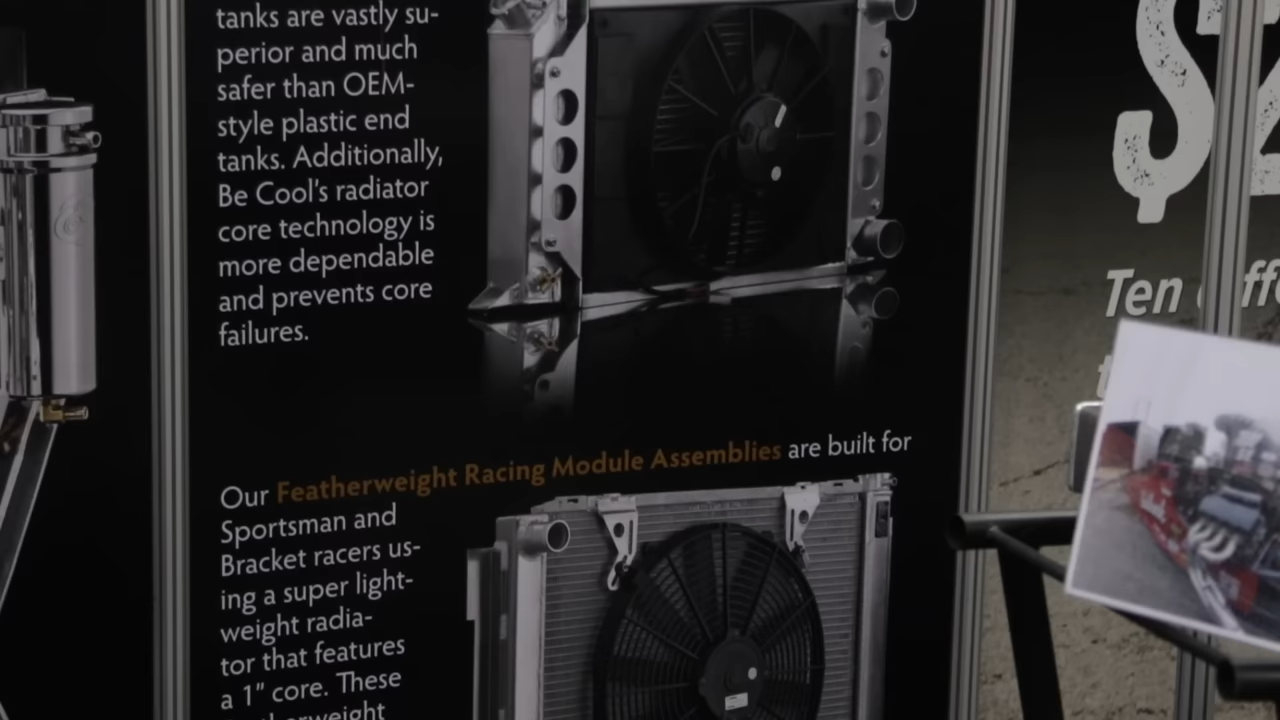 tanks are vastly su-
perior and much
safer than OEM-
style plastic end
tanks. Additionally,
Be Cool's radiator
core technology is
more dependable
and prevents core
failures.
Our Featherweight Racing Module Assemblies are built for
Sportsman and
Bracket racers us-
ing a super light-
weight radia-
tor that features
a 1" core. These
$2
Ten